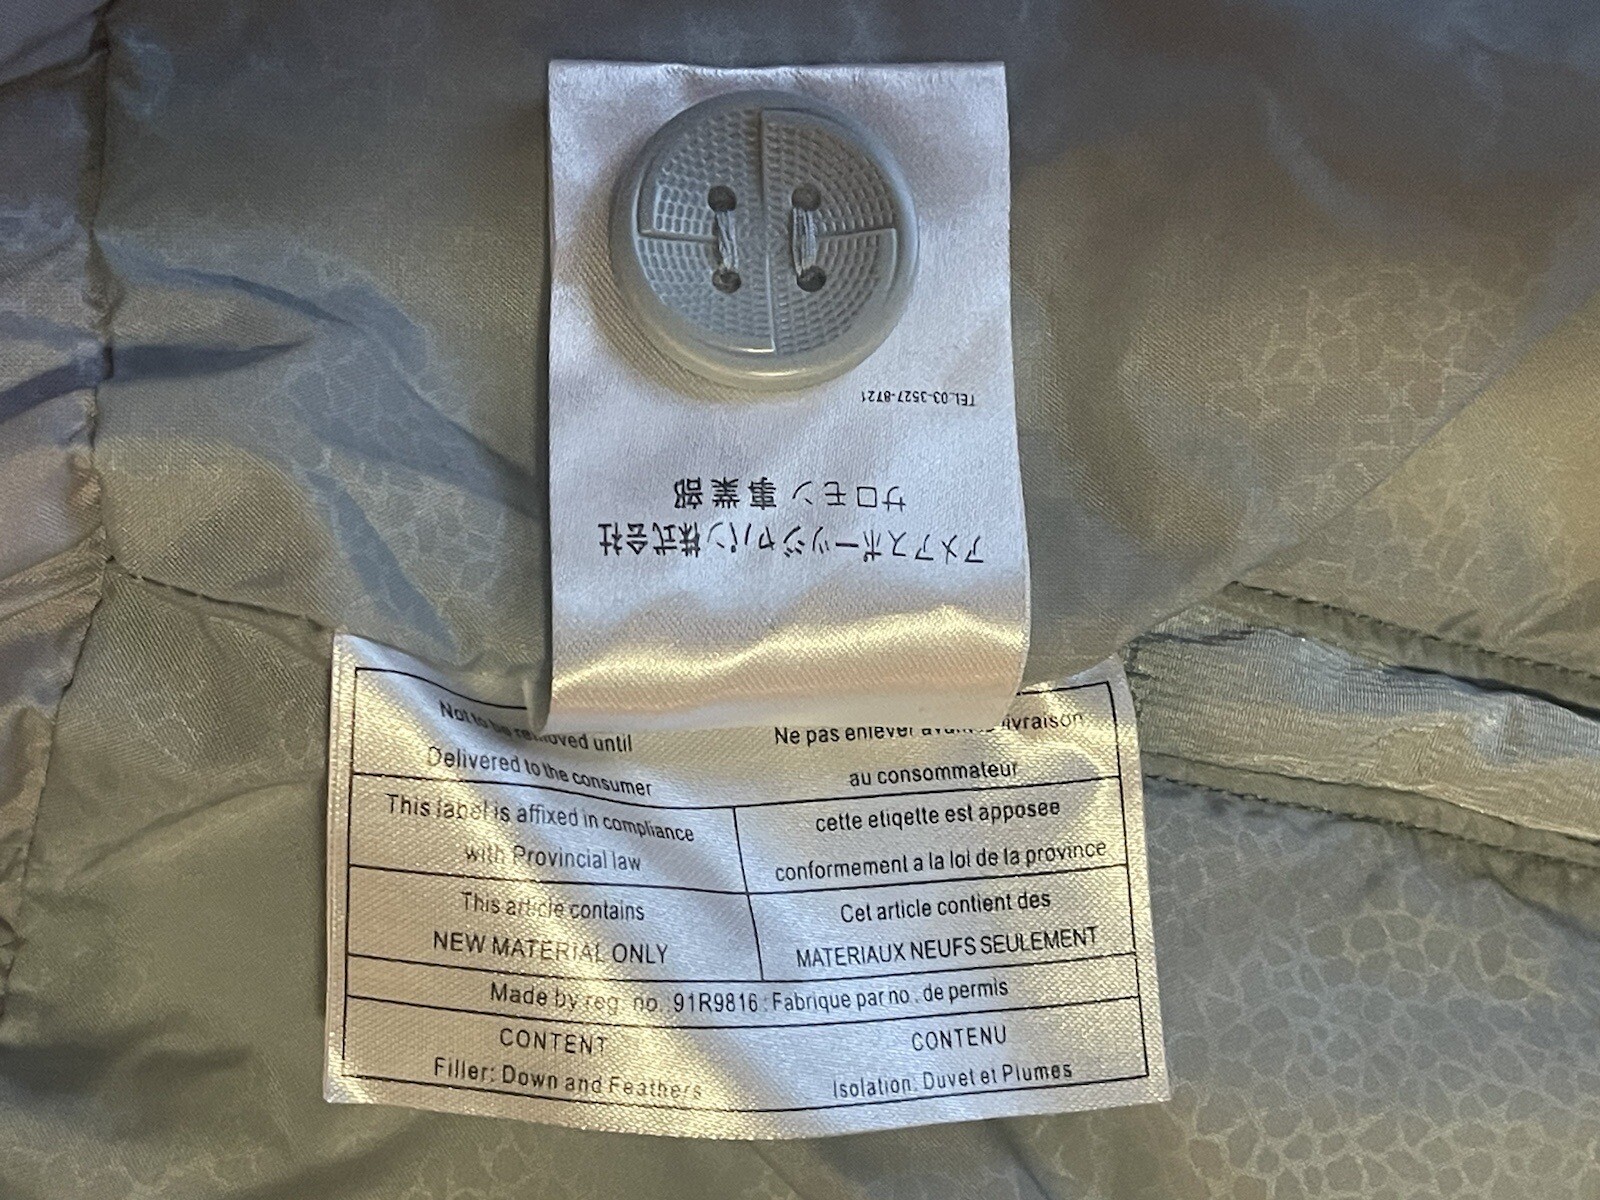 アメアスポーツジャパン株式会社
サロモン事業部
TEL:03-3527-8721
Not to be removed until
Delivered to the consumer
Ne pas enlever avant livraison
au consommateur
This label is affixed in compliance
with Provincial law
cette etiqette est apposee
conformement a la loi de la province
This article contains
NEW MATERIAL ONLY
Cet article contient des
MATERIAUX NEUFS SEULEMENT
Made by reg. no.:91R9816:Fabrique par no. de permis
CONTENT
Filler: Down and Feathers
CONTENU
Isolation: Duvet et Plumes